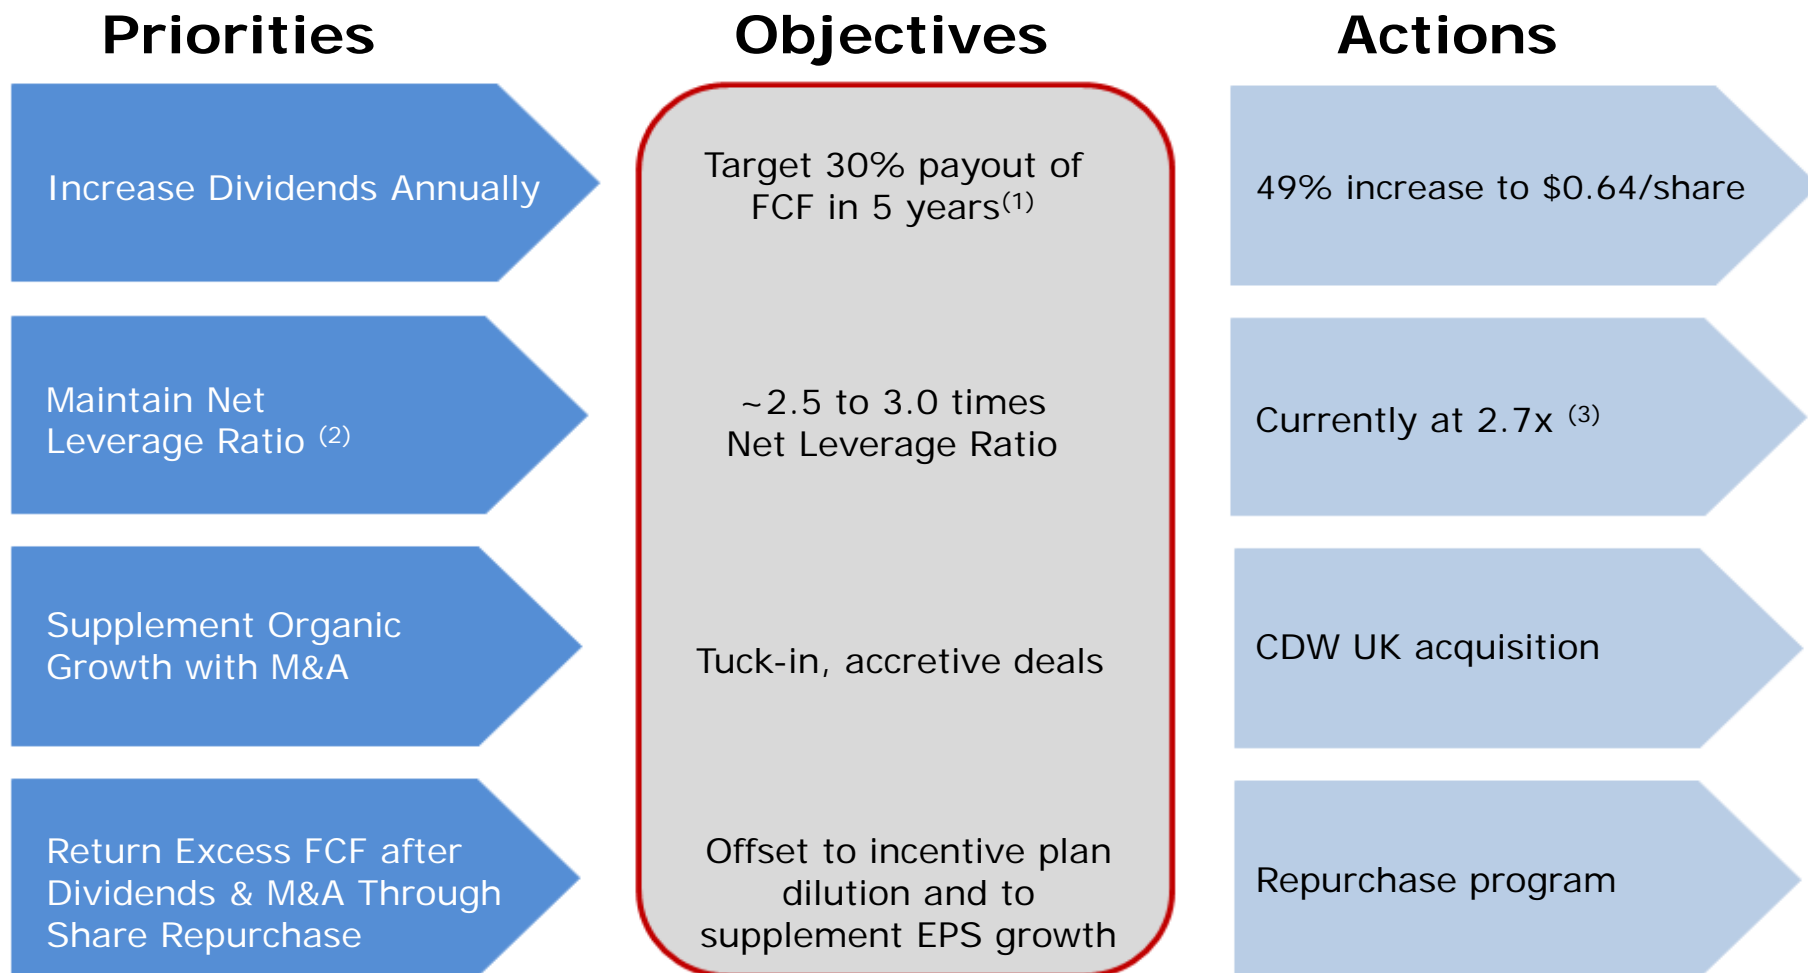 Priorities
Objectives
Actions
Increase Dividends Annually
Target 30% payout of
FCF in 5 years(1)
49% increase to $0.64/share
Maintain Net
Leverage Ratio (2)
~2.5 to 3.0 times
Net Leverage Ratio
Currently at 2.7x (3)
Supplement Organic
Growth with M&A
Tuck-in, accretive deals
CDW UK acquisition
Return Excess FCF after
Dividends & M&A Through
Share Repurchase
Offset to incentive plan
dilution and to
supplement EPS growth
Repurchase program